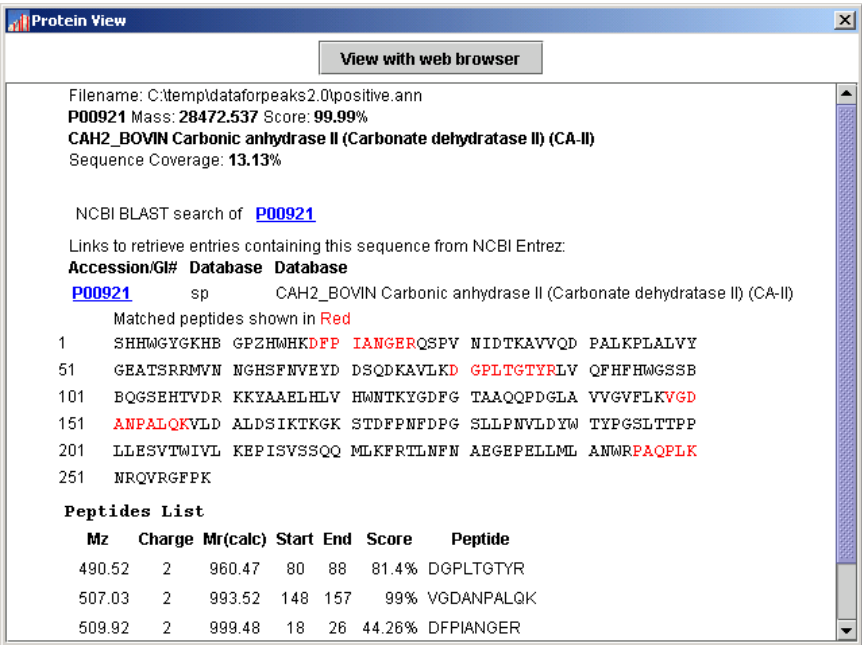 Protein View
View with web browser
Filename: C:\temp\dataforpeaks2.0\positive.ann
P00921 Mass: 28472.537 Score: 99.99%
CAH2_BOVIN Carbonic anhydrase II (Carbonate dehydratase II) (CA-II)
Sequence Coverage: 13.13%
NCBI BLAST search of P00921
Links to retrieve entries containing this sequence from NCBI Entrez:
Accession/GI# Database Database
P00921 sp CAH2_BOVIN Carbonic anhydrase II (Carbonate dehydratase II) (CA-II)
Matched peptides shown in Red
1 SHHWGYGKHB GPZHWHKDFP IANGERQSPV NIDTKAVVQD PALKPLALVY
51 GEATSRRMVN NGHSFNVEYD DSQDKAVLKD GPLTGTYRLV QFHFHWGSSB
101 BQGSEHTVDR KKYAAELHLV HWNTKYGDFG TAAQQPDGLA VVGVFLKVGD
151 ANPALQKVLD ALDSIKTKGK STDFPNFDPG SLLPNVLDYW TYPGSLTTPP
201 LLESVTWIVL KEPISVSSQQ MLKFRTLNFN AEGEPELLML ANWRPAQPLK
251 NRQVRGFPK
Peptides List
Mz Charge Mr(calc) Start End Score Peptide
490.52 2 960.47 80 88 81.4% DGPLTGTYR
507.03 2 993.52 148 157 99% VGDANPALQK
509.92 2 999.48 18 26 44.26% DFPIANGER